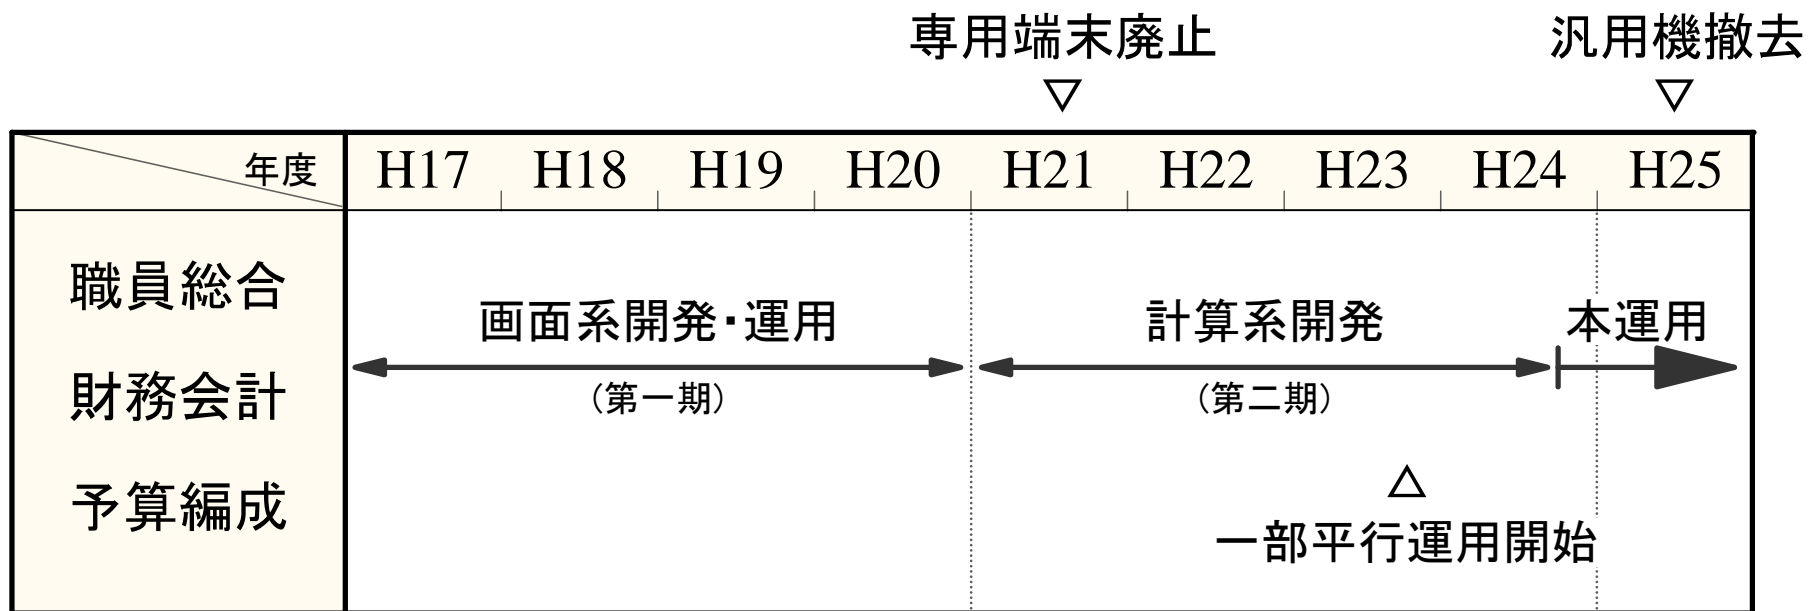 専用端末廃止 汎用機撤去
▽ ▽
年度 H17 H18 H19 H20 H21 H22 H23 H24 H25
職員総合
画面系開発・運用 計算系開発 本運用
財務会計 (第一期) (第二期)
△
予算編成
一部平行運用開始